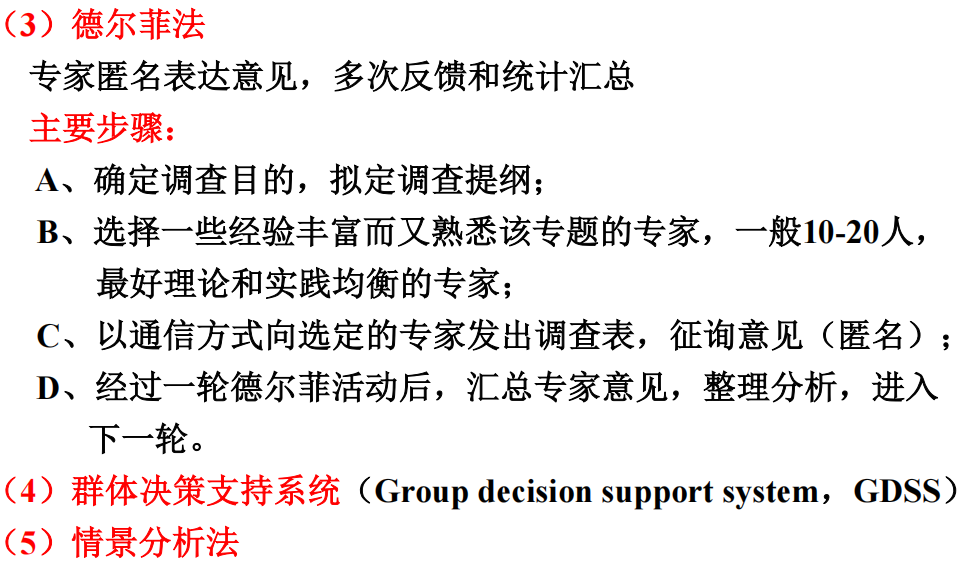 （3）德尔菲法
专家匿名表达意见，多次反馈和统计汇总
主要步骤：
A、确定调查目的，拟定调查提纲；
B、选择一些经验丰富而又熟悉该专题的专家，一般10-20人，
最好理论和实践均衡的专家；
C、以通信方式向选定的专家发出调查表，征询意见（匿名）；
D、经过一轮德尔菲活动后，汇总专家意见，整理分析，进入
下一轮。
（4）群体决策支持系统（Group decision support system，GDSS）
（5）情景分析法